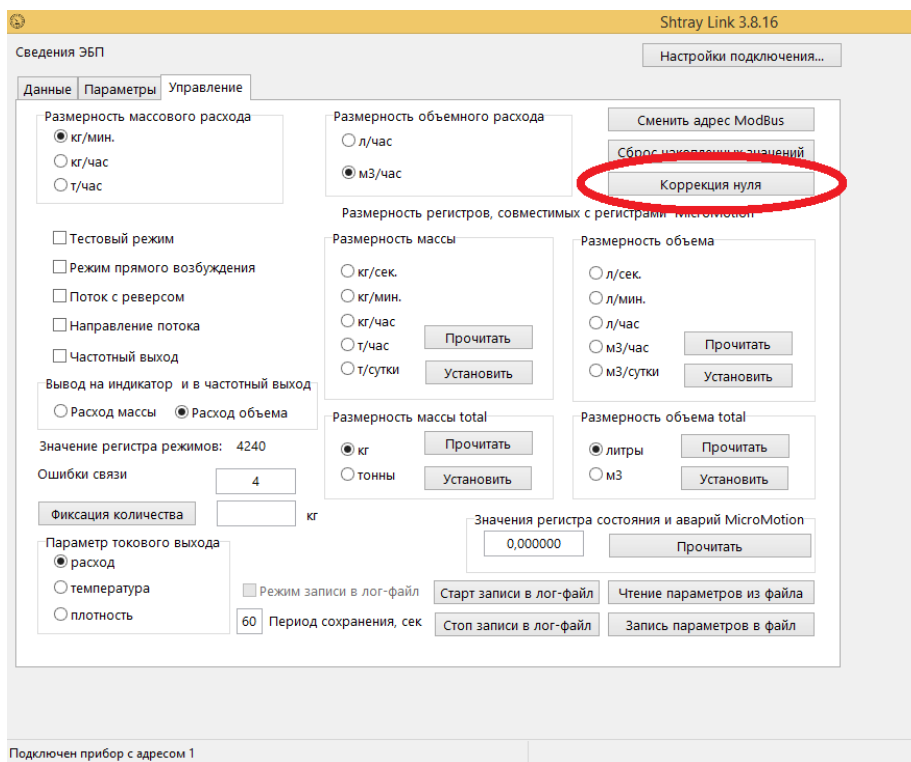 Shtray Link 3.8.16
Сведения ЭБП
Настройки подключения...
Данные
Параметры
Управление
Размерность массового расхода
кг/мин.
кг/час
т/час
Размерность объемного расхода
л/час
м3/час
Сменить адрес ModBus
Сброс накопленных значений
Коррекция нуля
Размерность регистров, совместимых с регистрами MicroMotion
Тестовый режим
Режим прямого возбуждения
Поток с реверсом
Направление потока
Частотный выход
Размерность массы
кг/сек.
кг/мин.
кг/час
т/час
т/сутки
Прочитать
Установить
Размерность объема
л/сек.
л/мин.
л/час
м3/час
м3/сутки
Прочитать
Установить
Вывод на индикатор и в частотный выход
Расход массы
Расход объема
Размерность массы total
кг
тонны
Прочитать
Установить
Размерность объема total
литры
м3
Прочитать
Установить
Значение регистра режимов: 4240
Ошибки связи
4
Фиксация количества
кг
Значения регистра состояния и аварий MicroMotion
0,000000
Прочитать
Параметр токового выхода
расход
температура
плотность
Режим записи в лог-файл
60 Период сохранения, сек
Старт записи в лог-файл
Стоп записи в лог-файл
Чтение параметров из файла
Запись параметров в файл
Подключен прибор с адресом 1